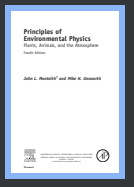 Principles of
Environmental Physics
Plants, Animals, and the Atmosphere
Fourth Edition
John L. Monteith† and Mike H. Unsworth